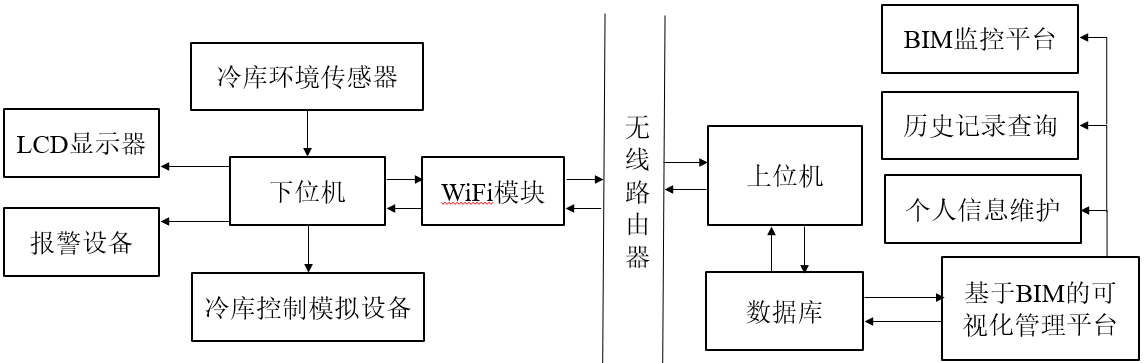 BIM监控平台
冷库环境传感器
历史记录查询
LCD显示器
无线路由器
上位机
下位机
WiFi模块
个人信息维护
报警设备
冷库控制模拟设备
数据库
基于BIM的可
视化管理平台